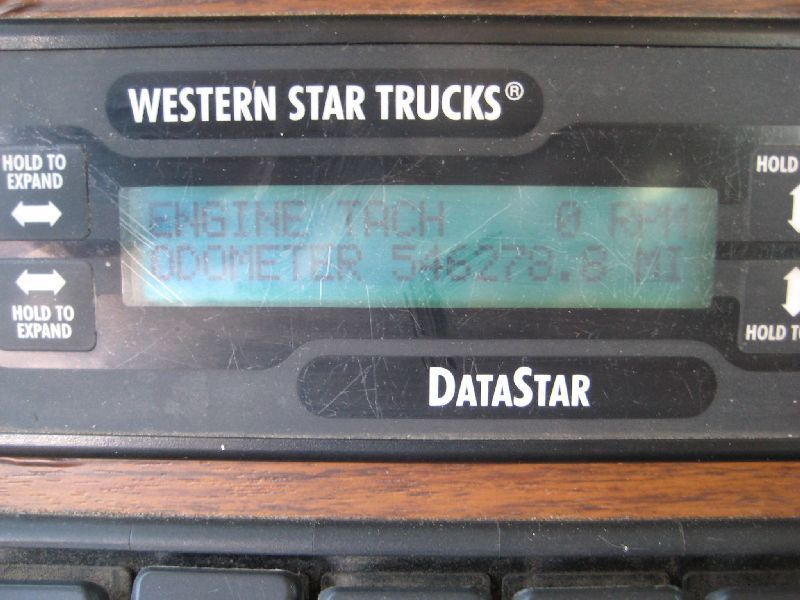 WESTERN STAR TRUCKS®
HOLD TO
EXPAND
HOLD
ENGINE TACH 0 RPM
ODOMETER 546278.8 MI
HOLD TO
EXPAND
HOLD
DATASTAR